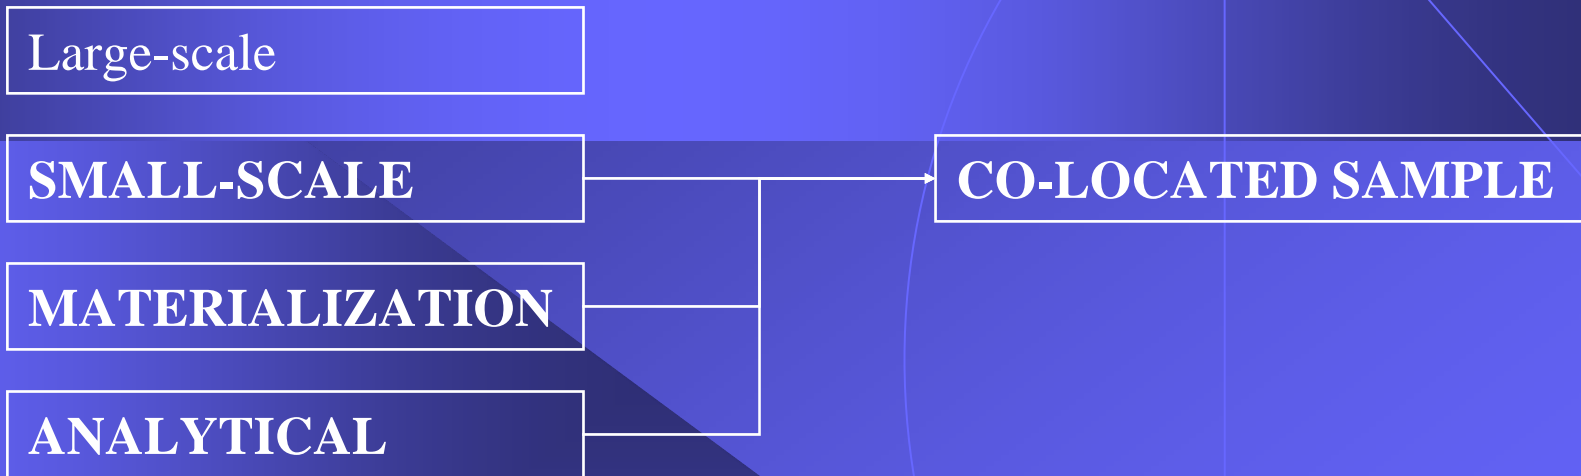 Large-scale
SMALL-SCALE
CO-LOCATED SAMPLE
MATERIALIZATION
ANALYTICAL